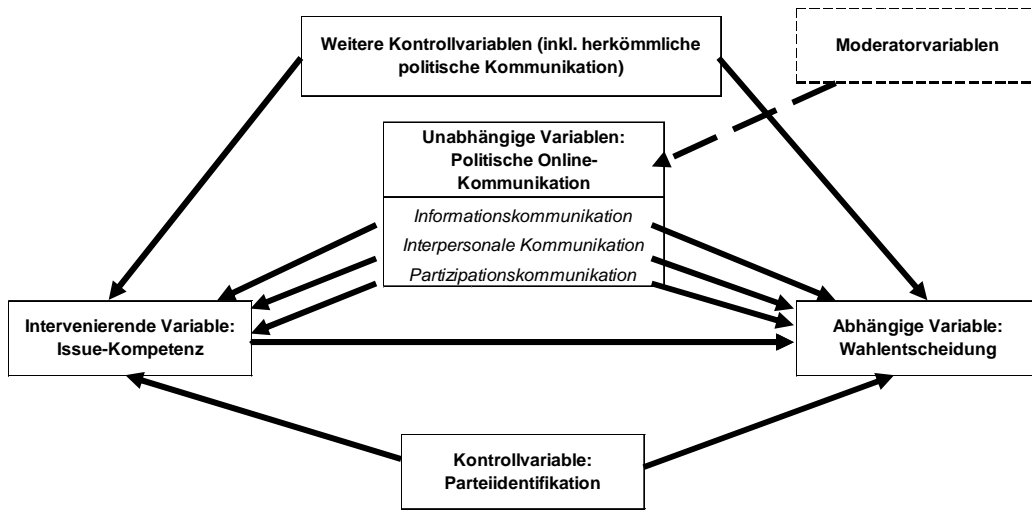 Weitere Kontrollvariablen (inkl. herkömmliche
politische Kommunikation)
Moderatorvariablen
Unabhängige Variablen:
Politische Online-
Kommunikation
Informationskommunikation
Interpersonale Kommunikation
Partizipationskommunikation
Intervenierende Variable:
Issue-Kompetenz
Abhängige Variable:
Wahlentscheidung
Kontrollvariable:
Parteiidentifikation